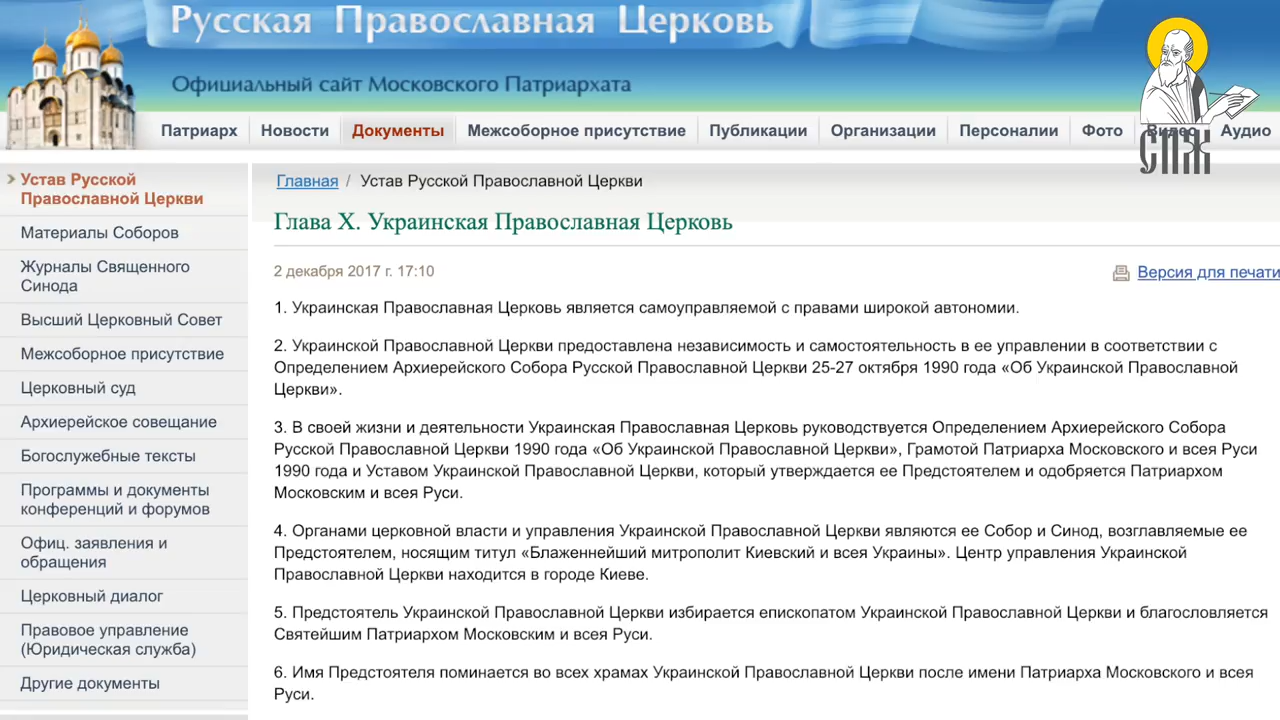 Русская Православная Церковь
Официальный сайт Московского Патриархата
Патриарх Новости Документы Межсоборное присутствие Публикации Организации Персоналии Фото Видео Аудио
СПЖ
Устав Русской
Православной Церкви
Материалы Соборов
Журналы Священного
Синода
Высший Церковный Совет
Межсоборное присутствие
Церковный суд
Архиерейское совещание
Богослужебные тексты
Программы и документы
конференций и форумов
Офиц. заявления и
обращения
Церковный диалог
Правовое управление
(Юридическая служба)
Другие документы
Главная / Устав Русской Православной Церкви
Глава X. Украинская Православная Церковь
2 декабря 2017 г. 17:10
Версия для печати
1. Украинская Православная Церковь является самоуправляемой с правами широкой автономии.
2. Украинской Православной Церкви предоставлена независимость и самостоятельность в ее управлении в соответствии с
Определением Архиерейского Собора Русской Православной Церкви 25-27 октября 1990 года «Об Украинской Православной
Церкви».
3. В своей жизни и деятельности Украинская Православная Церковь руководствуется Определением Архиерейского Собора
Русской Православной Церкви 1990 года «Об Украинской Православной Церкви», Грамотой Патриарха Московского и всея Руси
1990 года и Уставом Украинской Православной Церкви, который утверждается ее Предстоятелем и одобряется Патриархом
Московским и всея Руси.
4. Органами церковной власти и управления Украинской Православной Церкви являются ее Собор и Синод, возглавляемые ее
Предстоятелем, носящим титул «Блаженнейший митрополит Киевский и всея Украины». Центр управления Украинской
Православной Церкви находится в городе Киеве.
5. Предстоятель Украинской Православной Церкви избирается епископатом Украинской Православной Церкви и благословляется
Святейшим Патриархом Московским и всея Руси.
6. Имя Предстоятеля поминается во всех храмах Украинской Православной Церкви после имени Патриарха Московского и всея
Руси.